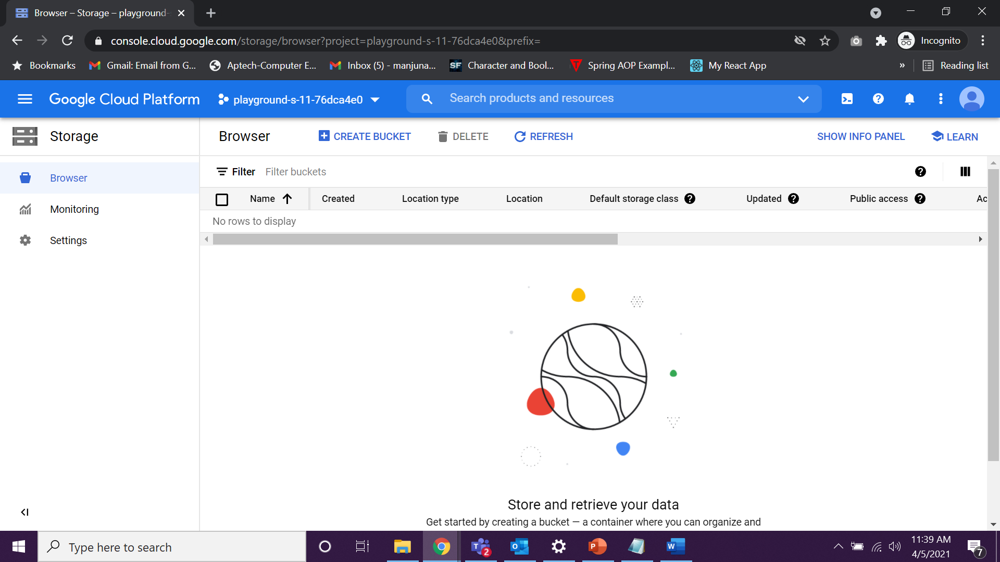 Browser – Storage – playground-
console.cloud.google.com/storage/browser?project=playground-s-11-76dca4e0&prefix=
Incognito
Bookmarks
Gmail: Email from G...
Aptech-Computer E...
Inbox (5) - manjuna...
SF
Character and Bool...
Spring AOP Exampl...
My React App
»
Reading list
Google Cloud Platform
playground-s-11-76dca4e0
Search products and resources
Storage
Browser
CREATE BUCKET
DELETE
REFRESH
SHOW INFO PANEL
LEARN
Browser
Monitoring
Settings
Filter
Filter buckets
Name
Created
Location type
Location
Default storage class
Updated
Public access
Ac
No rows to display
Store and retrieve your data
Get started by creating a bucket — a container where you can organize and
Type here to search
2
11:39 AM
4/5/2021
7